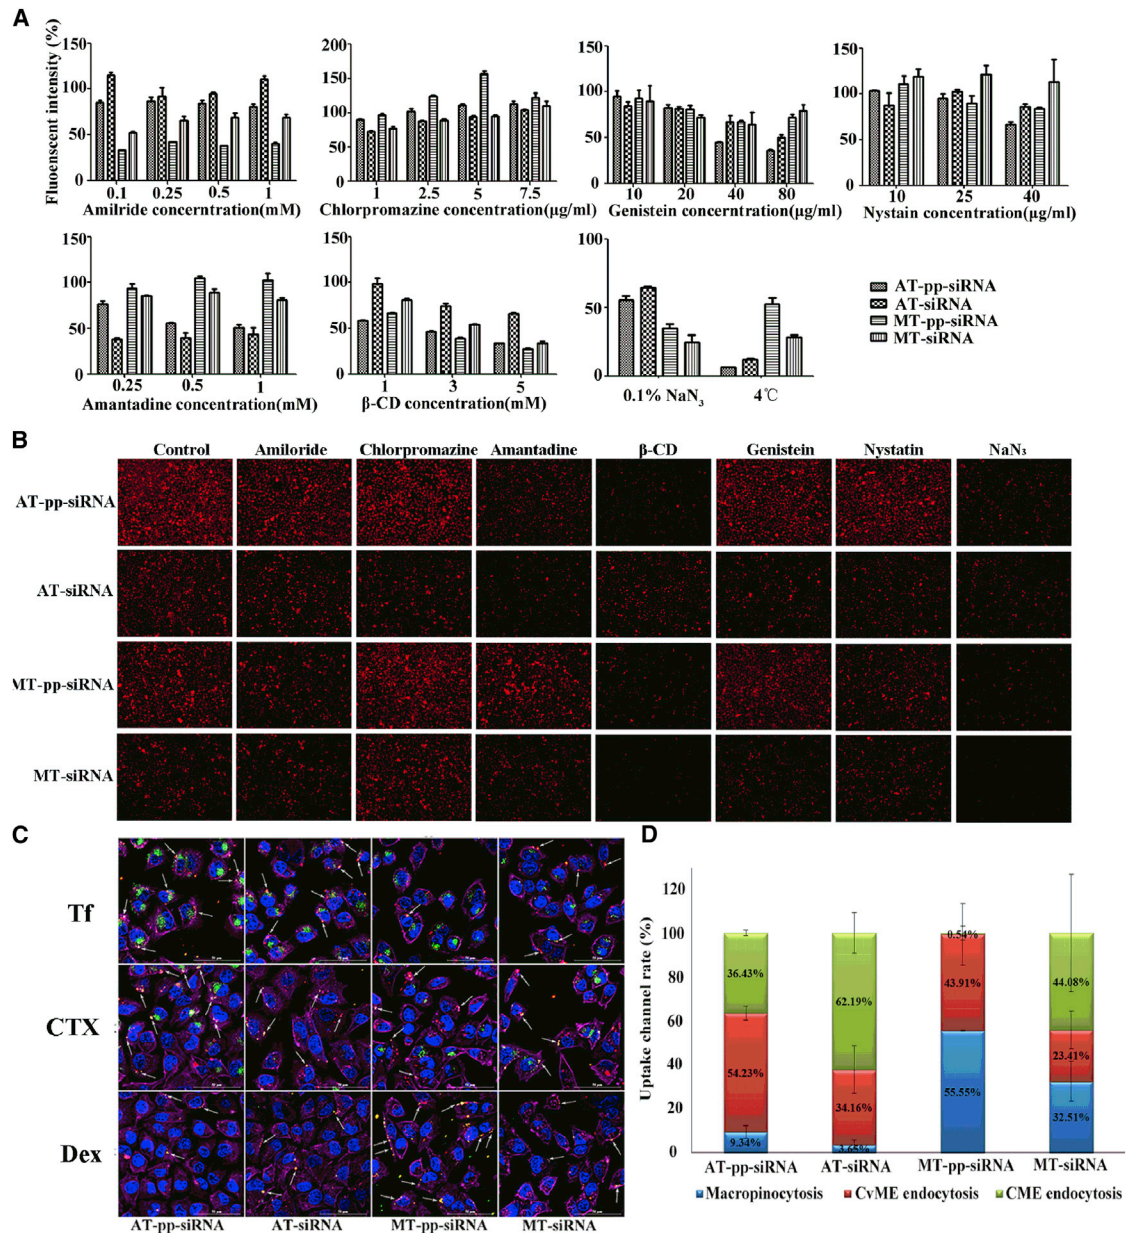 A
Fluoenscent intensity (%)
150
100
50
0
0.1 0.25 0.5 1
Amilride concerntration(mM)
200
150
100
50
0
1 2.5 5 7.5
Chlorpromazine concentration(μg/ml)
150
100
50
0
10 20 40 80
Genistein concerntration(μg/ml)
150
100
50
0
10 25 40
Nystain concentration(μg/ml)
150
100
50
0
0.25 0.5 1
Amantadine concentration(mM)
150
100
50
0
1 3 5
β-CD concentration(mM)
100
50
0
0.1% NaN₃ 4℃
AT-pp-siRNA
AT-siRNA
MT-pp-siRNA
MT-siRNA
B
Control Amiloride Chlorpromazine Amantadine β-CD Genistein Nystatin NaN₃
AT-pp-siRNA
AT-siRNA
MT-pp-siRNA
MT-siRNA
C
Tf
CTX
Dex
AT-pp-siRNA AT-siRNA MT-pp-siRNA MT-siRNA
D
Uptake channel rate (%)
120
100
80
60
40
20
0
36.43%
54.23%
9.34%
62.19%
34.16%
3.65%
0.54%
43.91%
55.55%
44.08%
23.41%
32.51%
AT-pp-siRNA AT-siRNA MT-pp-siRNA MT-siRNA
Macropinocytosis CvME endocytosis CME endocytosis